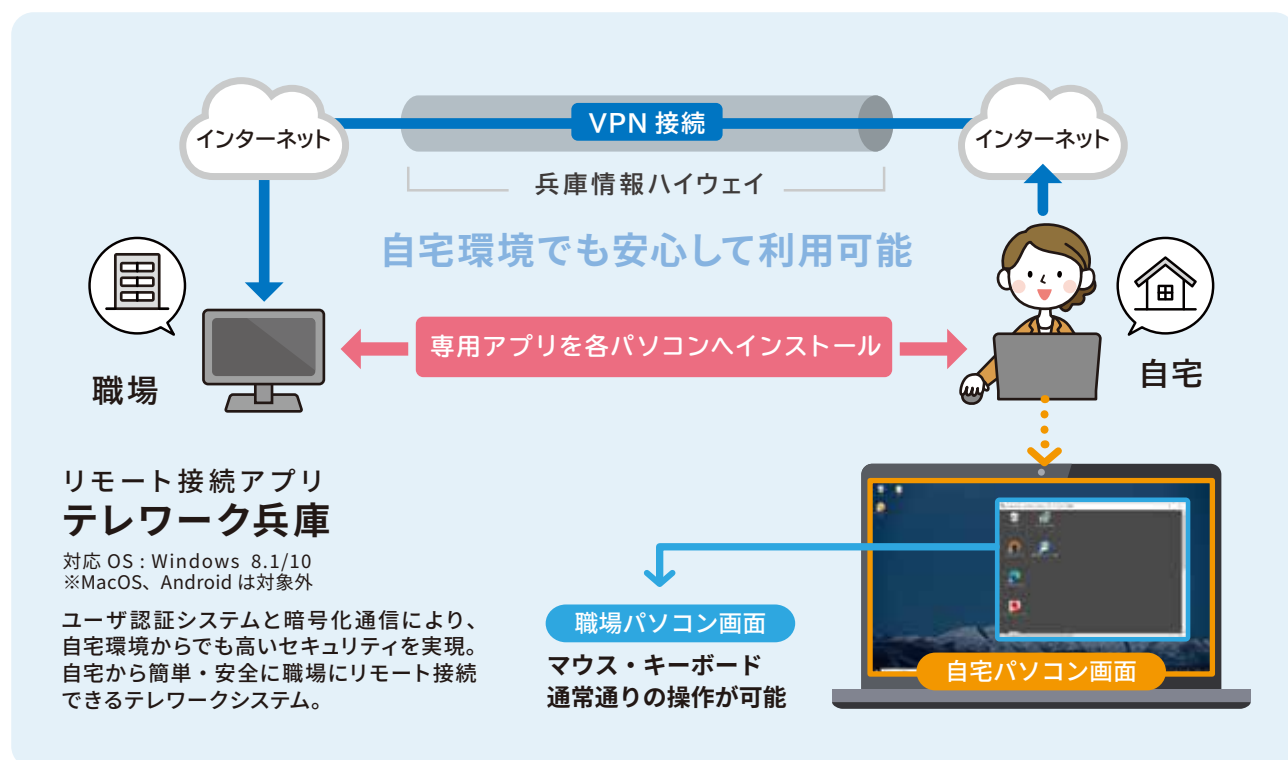 インターネット
VPN 接続
インターネット
兵庫情報ハイウェイ
自宅環境でも安心して利用可能
専用アプリを各パソコンへインストール
職場
自宅
リモート接続アプリ
テレワーク兵庫
対応 OS : Windows 8.1/10
※MacOS、Android は対象外
ユーザ認証システムと暗号化通信により、
自宅環境からでも高いセキュリティを実現。
自宅から簡単・安全に職場にリモート接続
できるテレワークシステム。
職場パソコン画面
マウス・キーボード
通常通りの操作が可能
自宅パソコン画面